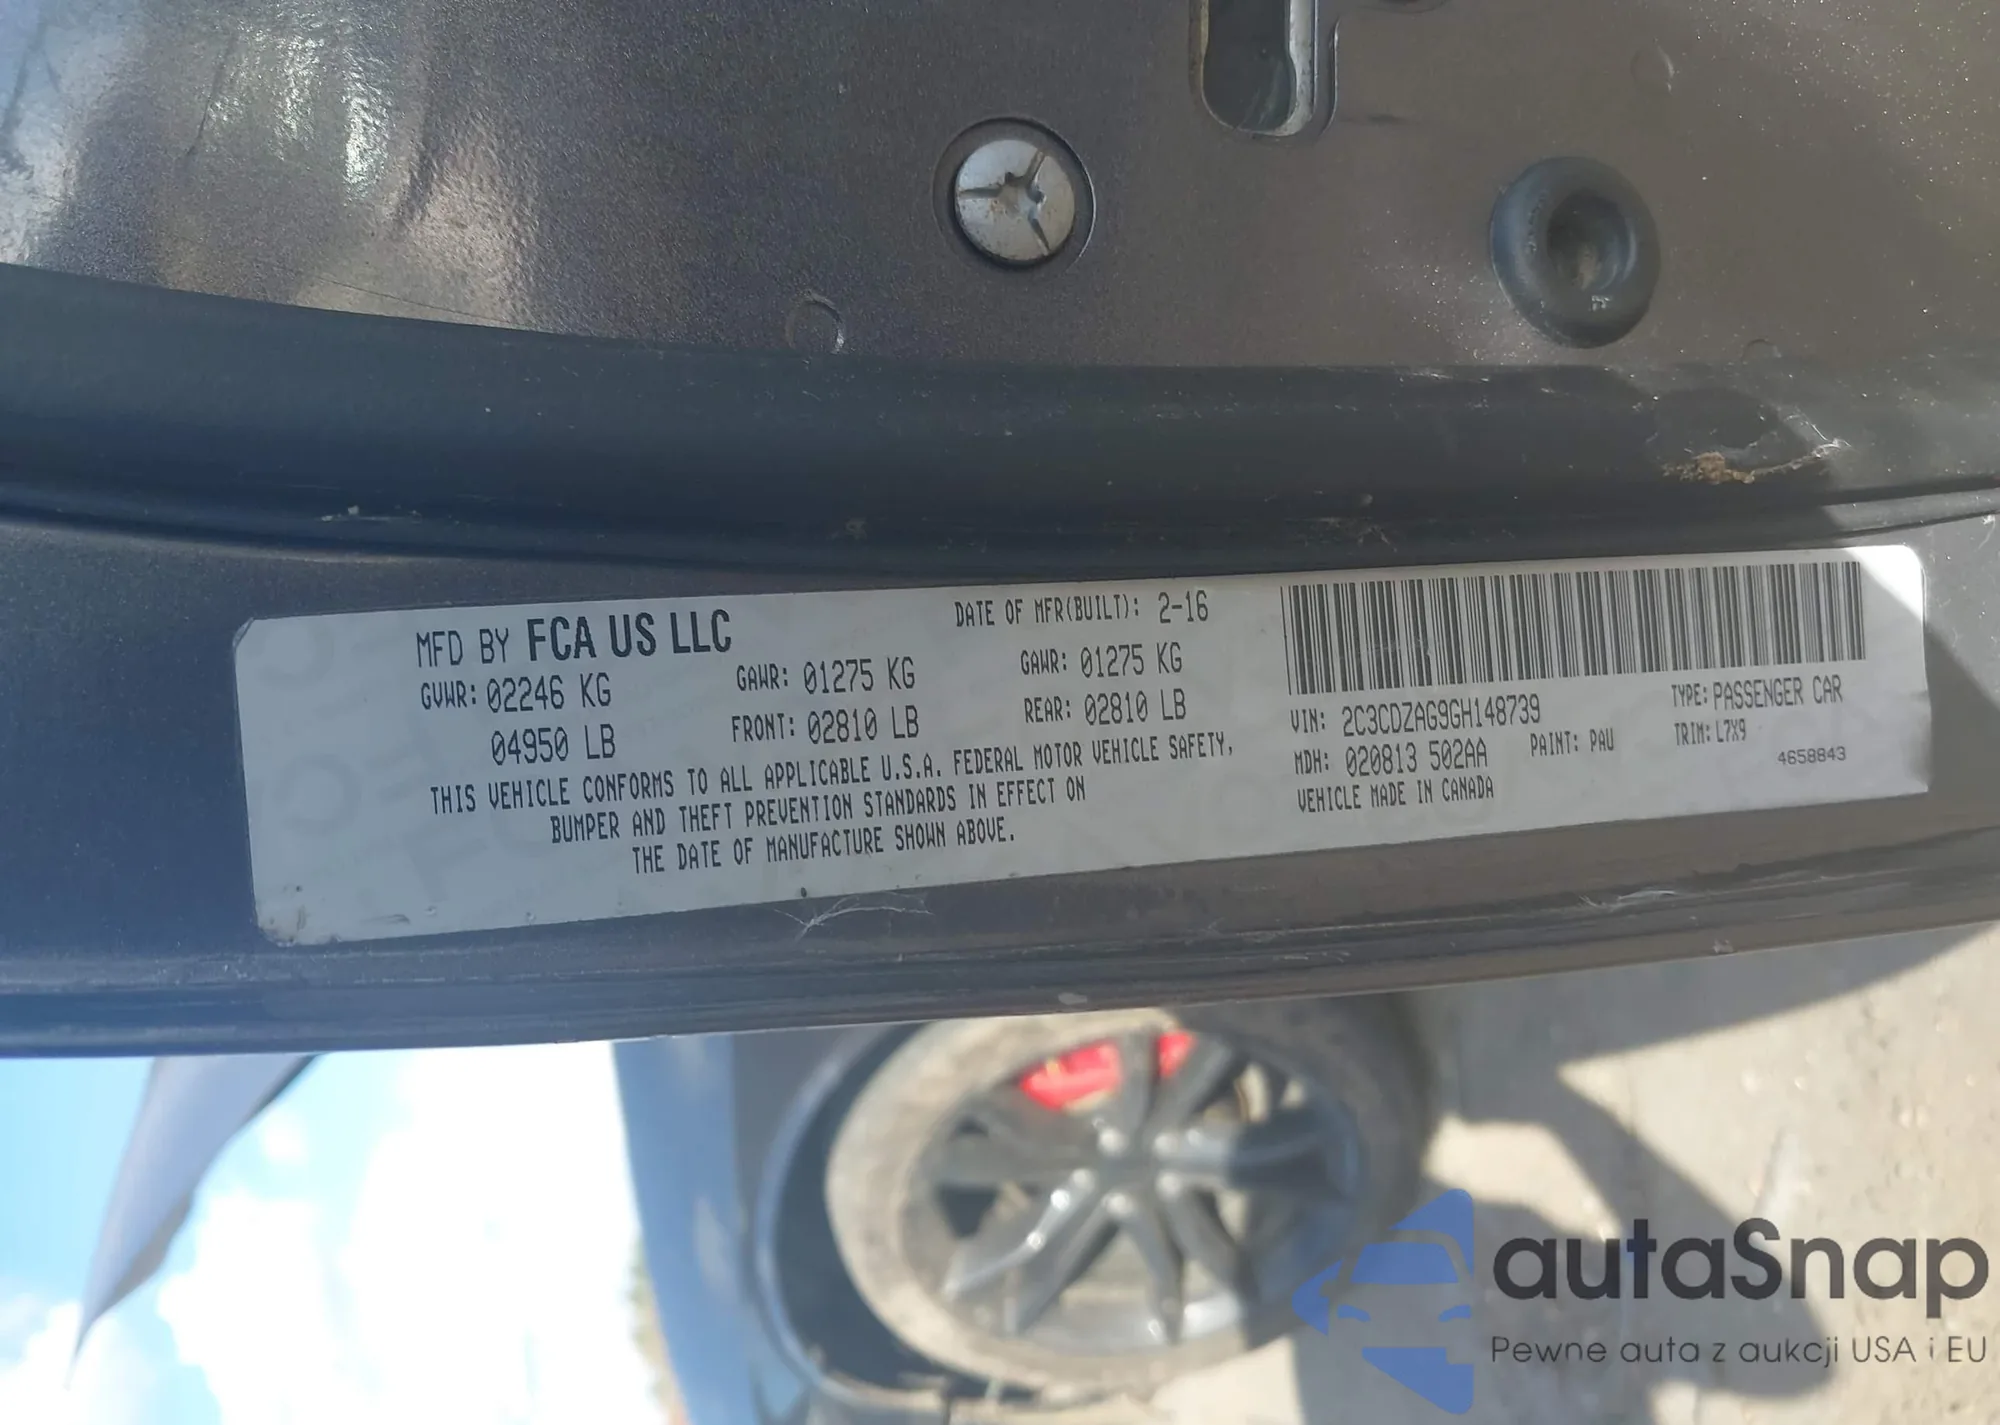 MFD BY FCA US LLC
DATE OF MFR(BUILT): 2-16
GVWR: 02246 KG
04950 LB
GAWR: 01275 KG
FRONT: 02810 LB
GAWR: 01275 KG
REAR: 02810 LB
THIS VEHICLE CONFORMS TO ALL APPLICABLE U.S.A. FEDERAL MOTOR VEHICLE SAFETY,
BUMPER AND THEFT PREVENTION STANDARDS IN EFFECT ON
THE DATE OF MANUFACTURE SHOWN ABOVE.
VIN: 2C3CDZAG9GH148739
TYPE: PASSENGER CAR
MDH: 020813 502AA
PAINT: PAU
TRIM: L7X9
VEHICLE MADE IN CANADA
4658843
autaSnap
Pewne auta z aukcji USA i EU